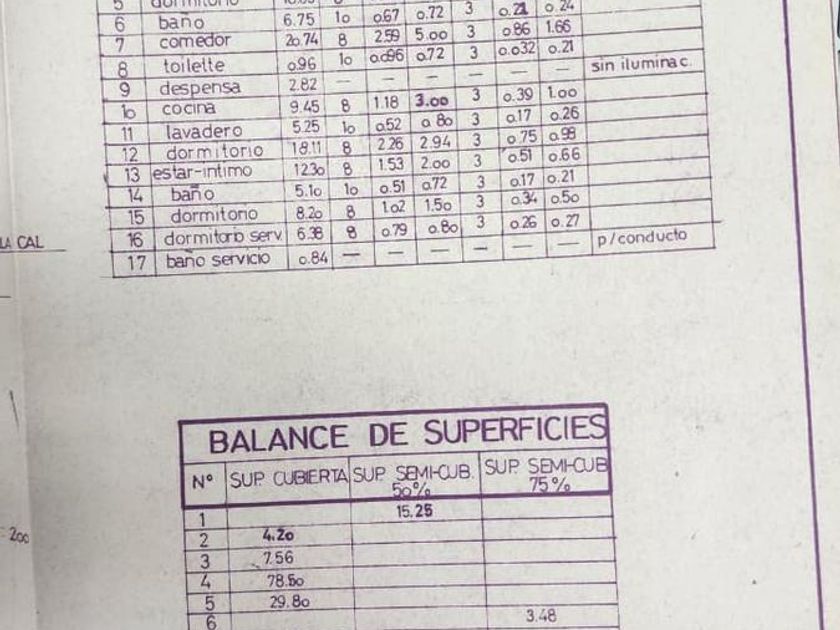 5 dormitorio
6 baño 6.75 10 0.67 0.72 3 0.21 0.24
7 comedor 20.74 8 2.59 5.00 3 0.86 1.66
8 toilette 0.96 10 0.096 0.72 3 0.032 0.21
9 despensa 2.82 — — — — — — sin iluminac.
10 cocina 9.45 8 1.18 3.00 3 0.39 1.00
11 lavadero 5.25 10 0.52 0.80 3 0.17 0.26
12 dormitorio 18.11 8 2.26 2.94 3 0.75 0.98
13 estar-intimo 12.30 8 1.53 2.00 3 0.51 0.66
14 baño 5.10 10 0.51 0.72 3 0.17 0.21
15 dormitorio 8.20 8 1.02 1.50 3 0.34 0.50
16 dormitorio serv 6.38 8 0.79 0.80 3 0.26 0.27
17 baño servicio 0.84 — — — — — — p/conducto
LA CAL
BALANCE DE SUPERFICIES
Nº SUP. CUBIERTA SUP. SEMI-CUB. 50% SUP. SEMI-CUB 75%
1 15.25
2 4.20
3 7.56
4 78.50
5 29.80
6 3.48
200